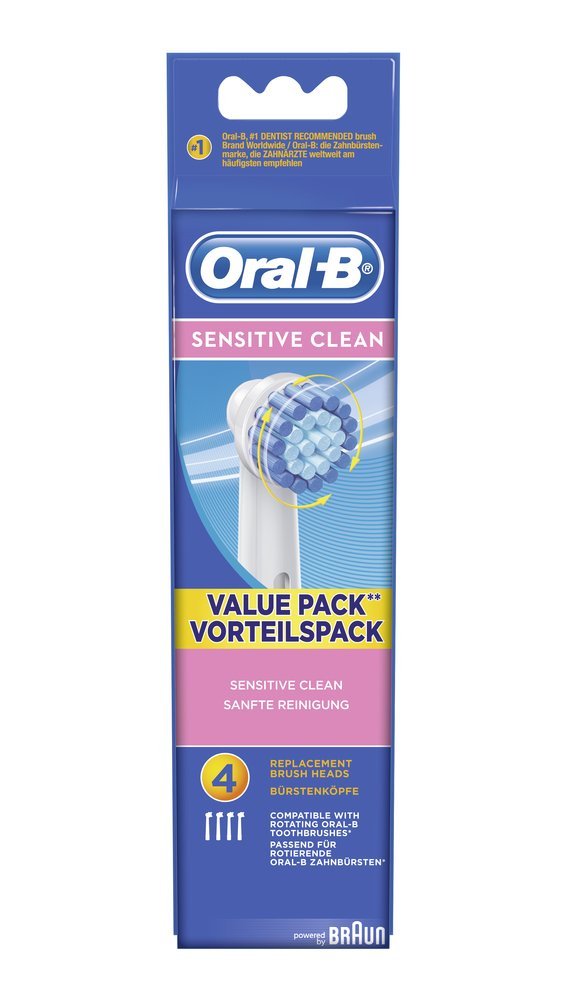 #1
Oral-B, #1 DENTIST RECOMMENDED brush
Brand Worldwide / Oral-B: die Zahnbürsten-
marke, die ZAHNÄRZTE weltweit am
häufigsten empfehlen
Oral-B®
SENSITIVE CLEAN
VALUE PACK**
VORTEILSPACK
SENSITIVE CLEAN
SANFTE REINIGUNG
4
REPLACEMENT
BRUSH HEADS
BÜRSTENKÖPFE
COMPATIBLE WITH
ROTATING ORAL-B
TOOTHBRUSHES*
PASSEND FÜR
ROTIERENDE
ORAL-B ZAHNBÜRSTEN*
powered by BRAUN